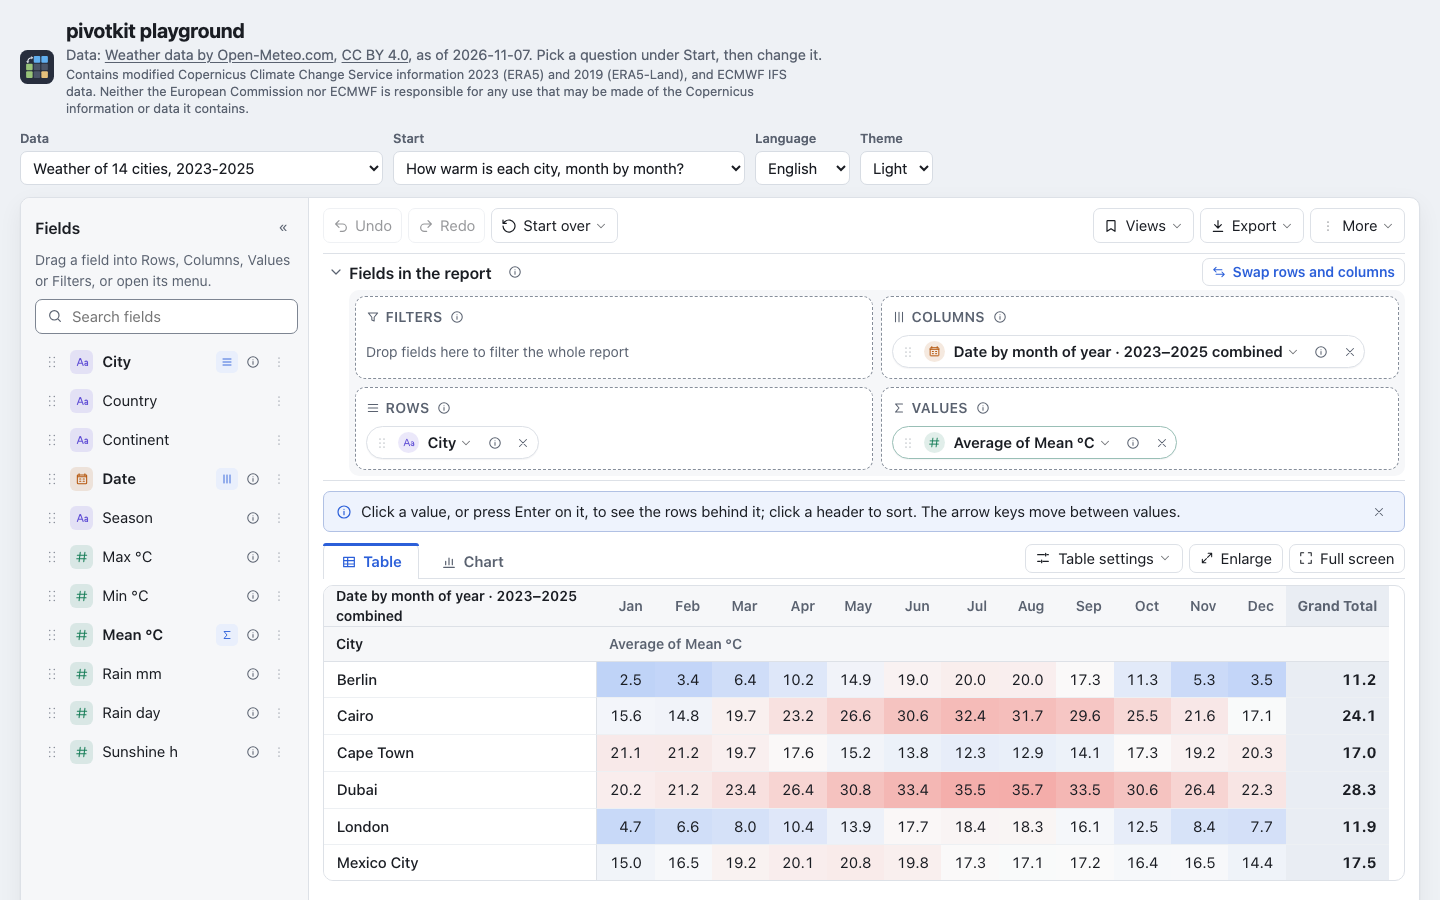 pivotkit playground
Data: Weather data by Open-Meteo.com, CC BY 4.0, as of 2026-11-07. Pick a question under Start, then change it.
Contains modified Copernicus Climate Change Service information 2023 (ERA5) and 2019 (ERA5-Land), and ECMWF IFS
data. Neither the European Commission nor ECMWF is responsible for any use that may be made of the Copernicus
information or data it contains.
Data Start Language Theme
Weather of 14 cities, 2023-2025 How warm is each city, month by month? English Light
Fields «
Drag a field into Rows, Columns, Values
or Filters, or open its menu.
Search fields
Aa City
Aa Country
Aa Continent
Date
Aa Season
# Max °C
# Min °C
# Mean °C Σ
# Rain mm
# Rain day
# Sunshine h
Undo Redo Start over Views Export More
Fields in the report Swap rows and columns
FILTERS
Drop fields here to filter the whole report
COLUMNS
Date by month of year · 2023–2025 combined
ROWS
Aa City
Σ VALUES
# Average of Mean °C
Click a value, or press Enter on it, to see the rows behind it; click a header to sort. The arrow keys move between values.
Table Chart Table settings Enlarge Full screen
Date by month of year · 2023–2025
combined Jan Feb Mar Apr May Jun Jul Aug Sep Oct Nov Dec Grand Total
City Average of Mean °C
Berlin 2.5 3.4 6.4 10.2 14.9 19.0 20.0 20.0 17.3 11.3 5.3 3.5 11.2
Cairo 15.6 14.8 19.7 23.2 26.6 30.6 32.4 31.7 29.6 25.5 21.6 17.1 24.1
Cape Town 21.1 21.2 19.7 17.6 15.2 13.8 12.3 12.9 14.1 17.3 19.2 20.3 17.0
Dubai 20.2 21.2 23.4 26.4 30.8 33.4 35.5 35.7 33.5 30.6 26.4 22.3 28.3
London 4.7 6.6 8.0 10.4 13.9 17.7 18.4 18.3 16.1 12.5 8.4 7.7 11.9
Mexico City 15.0 16.5 19.2 20.1 20.8 19.8 17.3 17.1 17.2 16.4 16.5 14.4 17.5